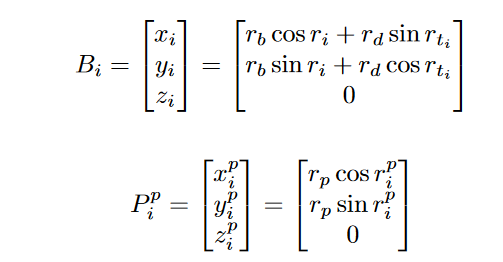 B_i = [x_i y_i z_i] = [r_b cos r_i + r_d sin r_{t_i} r_b sin r_i + r_d cos r_{t_i} 0]
P_i^p = [x_i^p y_i^p z_i^p] = [r_p cos r_i^p r_p sin r_i^p 0]